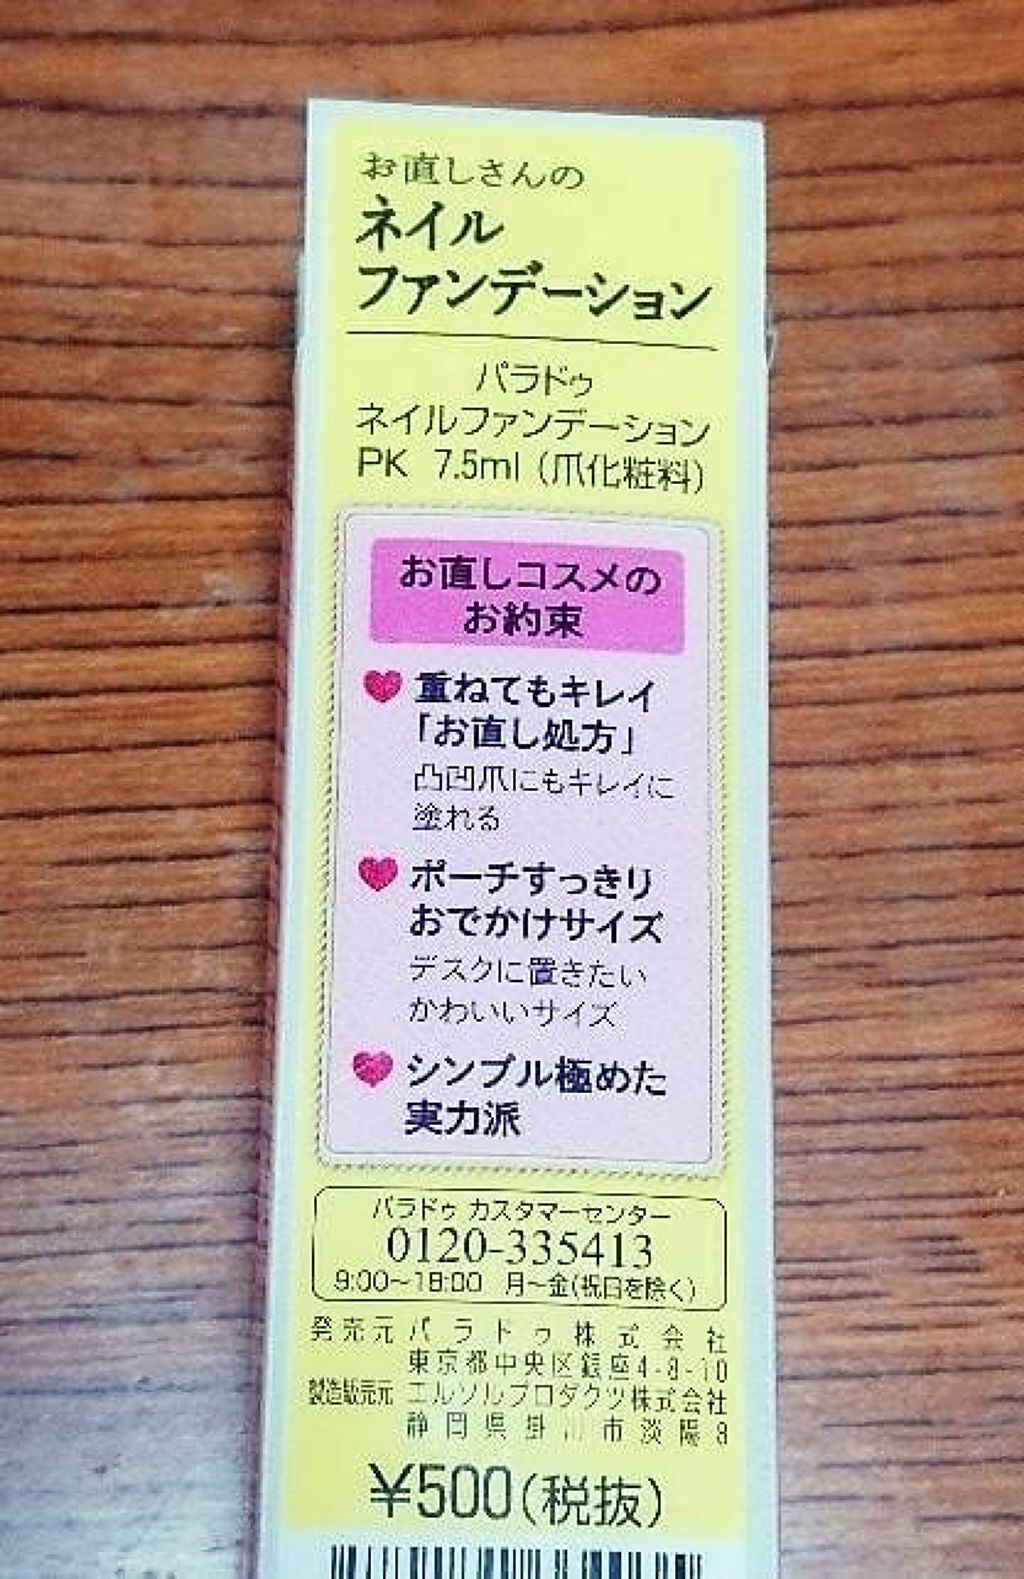 お直しさんの
ネイル
ファンデーション
パラドゥ
ネイルファンデーション
PK 7.5ml (爪化粧料)
お直しコスメの
お約束
重ねてもキレイ
「お直し処方」
凸凹爪にもキレイに
塗れる
ポーチすっきり
おでかけサイズ
デスクに置きたい
かわいいサイズ
シンプル極めた
実力派
パラドゥ カスタマーセンター
0120-335413
9:00～18:00 月～金(祝日を除く)
発売元 パラドゥ株式会社
東京都中央区銀座4-8-10
製造販売元 エルソルプロダクツ株式会社
静岡県掛川市淡陽8
¥500(税抜)